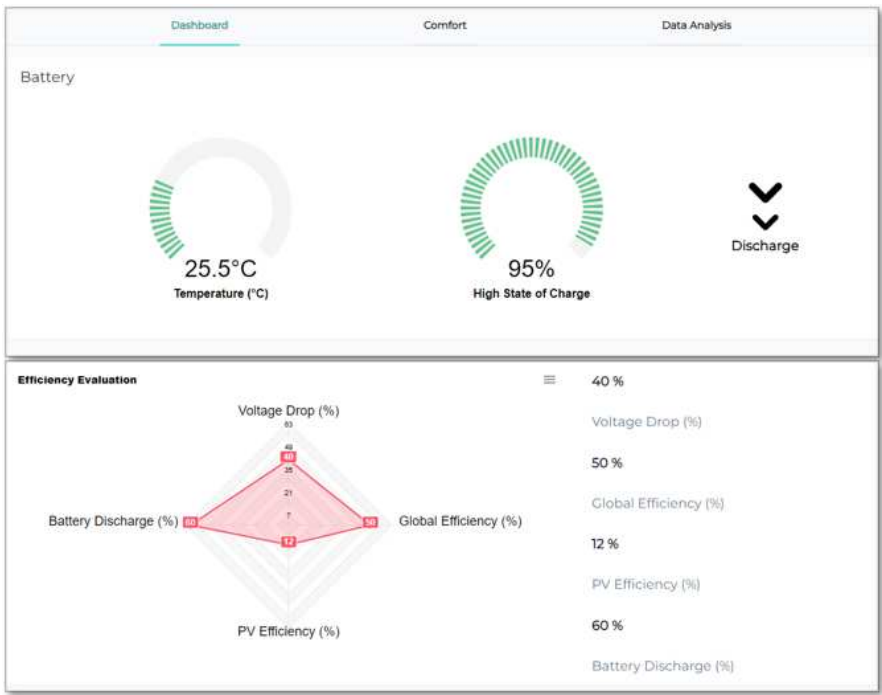 Dashboard Comfort Data Analysis
Battery
25.5°C
Temperature (°C)
95%
High State of Charge
Discharge
Efficiency Evaluation
Voltage Drop (%)
63
49
40
35
21
7
Battery Discharge (%)
60
50
Global Efficiency (%)
12
PV Efficiency (%)
40 %
Voltage Drop (%)
50 %
Global Efficiency (%)
12 %
PV Efficiency (%)
60 %
Battery Discharge (%)